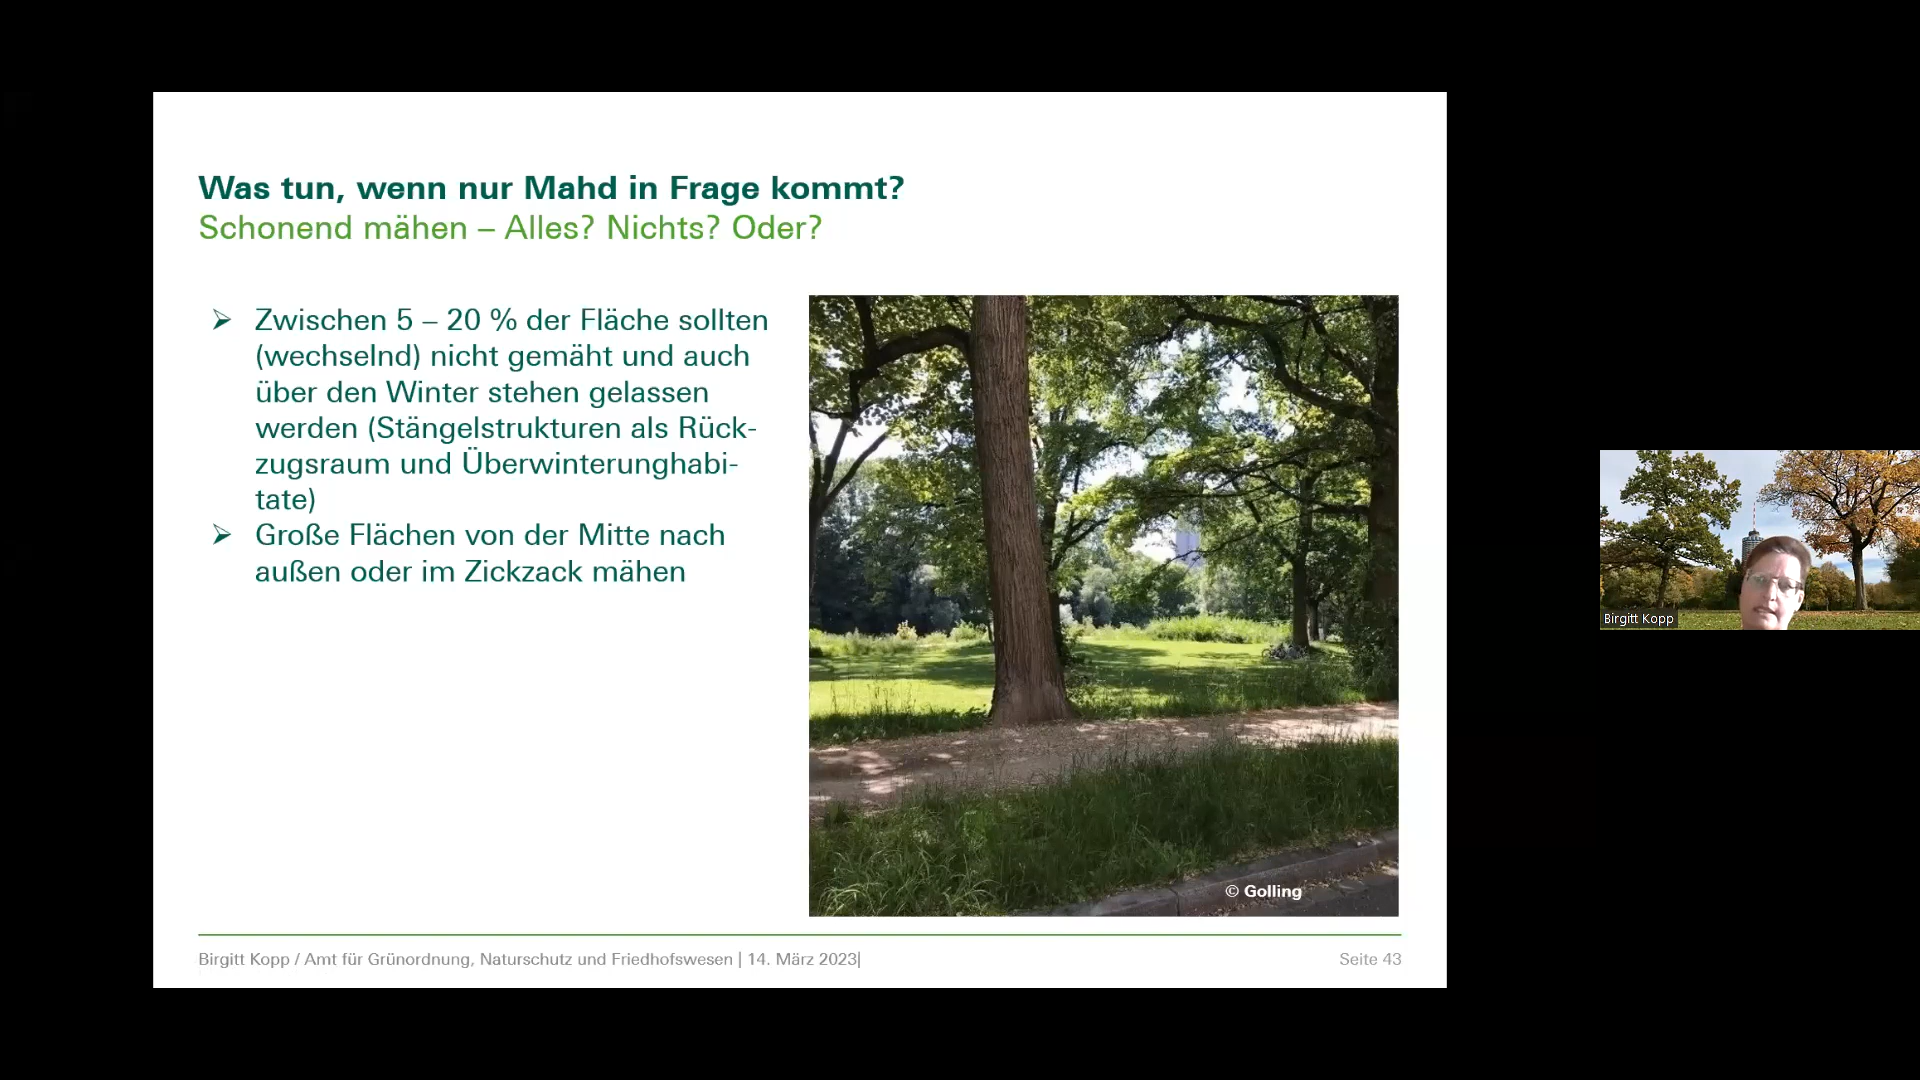 Was tun, wenn nur Mahd in Frage kommt?
Schonend mähen – Alles? Nichts? Oder?
➢ Zwischen 5 – 20 % der Fläche sollten
(wechselnd) nicht gemäht und auch
über den Winter stehen gelassen
werden (Stängelstrukturen als Rück-
zugsraum und Überwinterunghabi-
tate)
➢ Große Flächen von der Mitte nach
außen oder im Zickzack mähen
© Golling
Birgitt Kopp / Amt für Grünordnung, Naturschutz und Friedhofswesen | 14. März 2023|
Seite 43
Birgitt Kopp